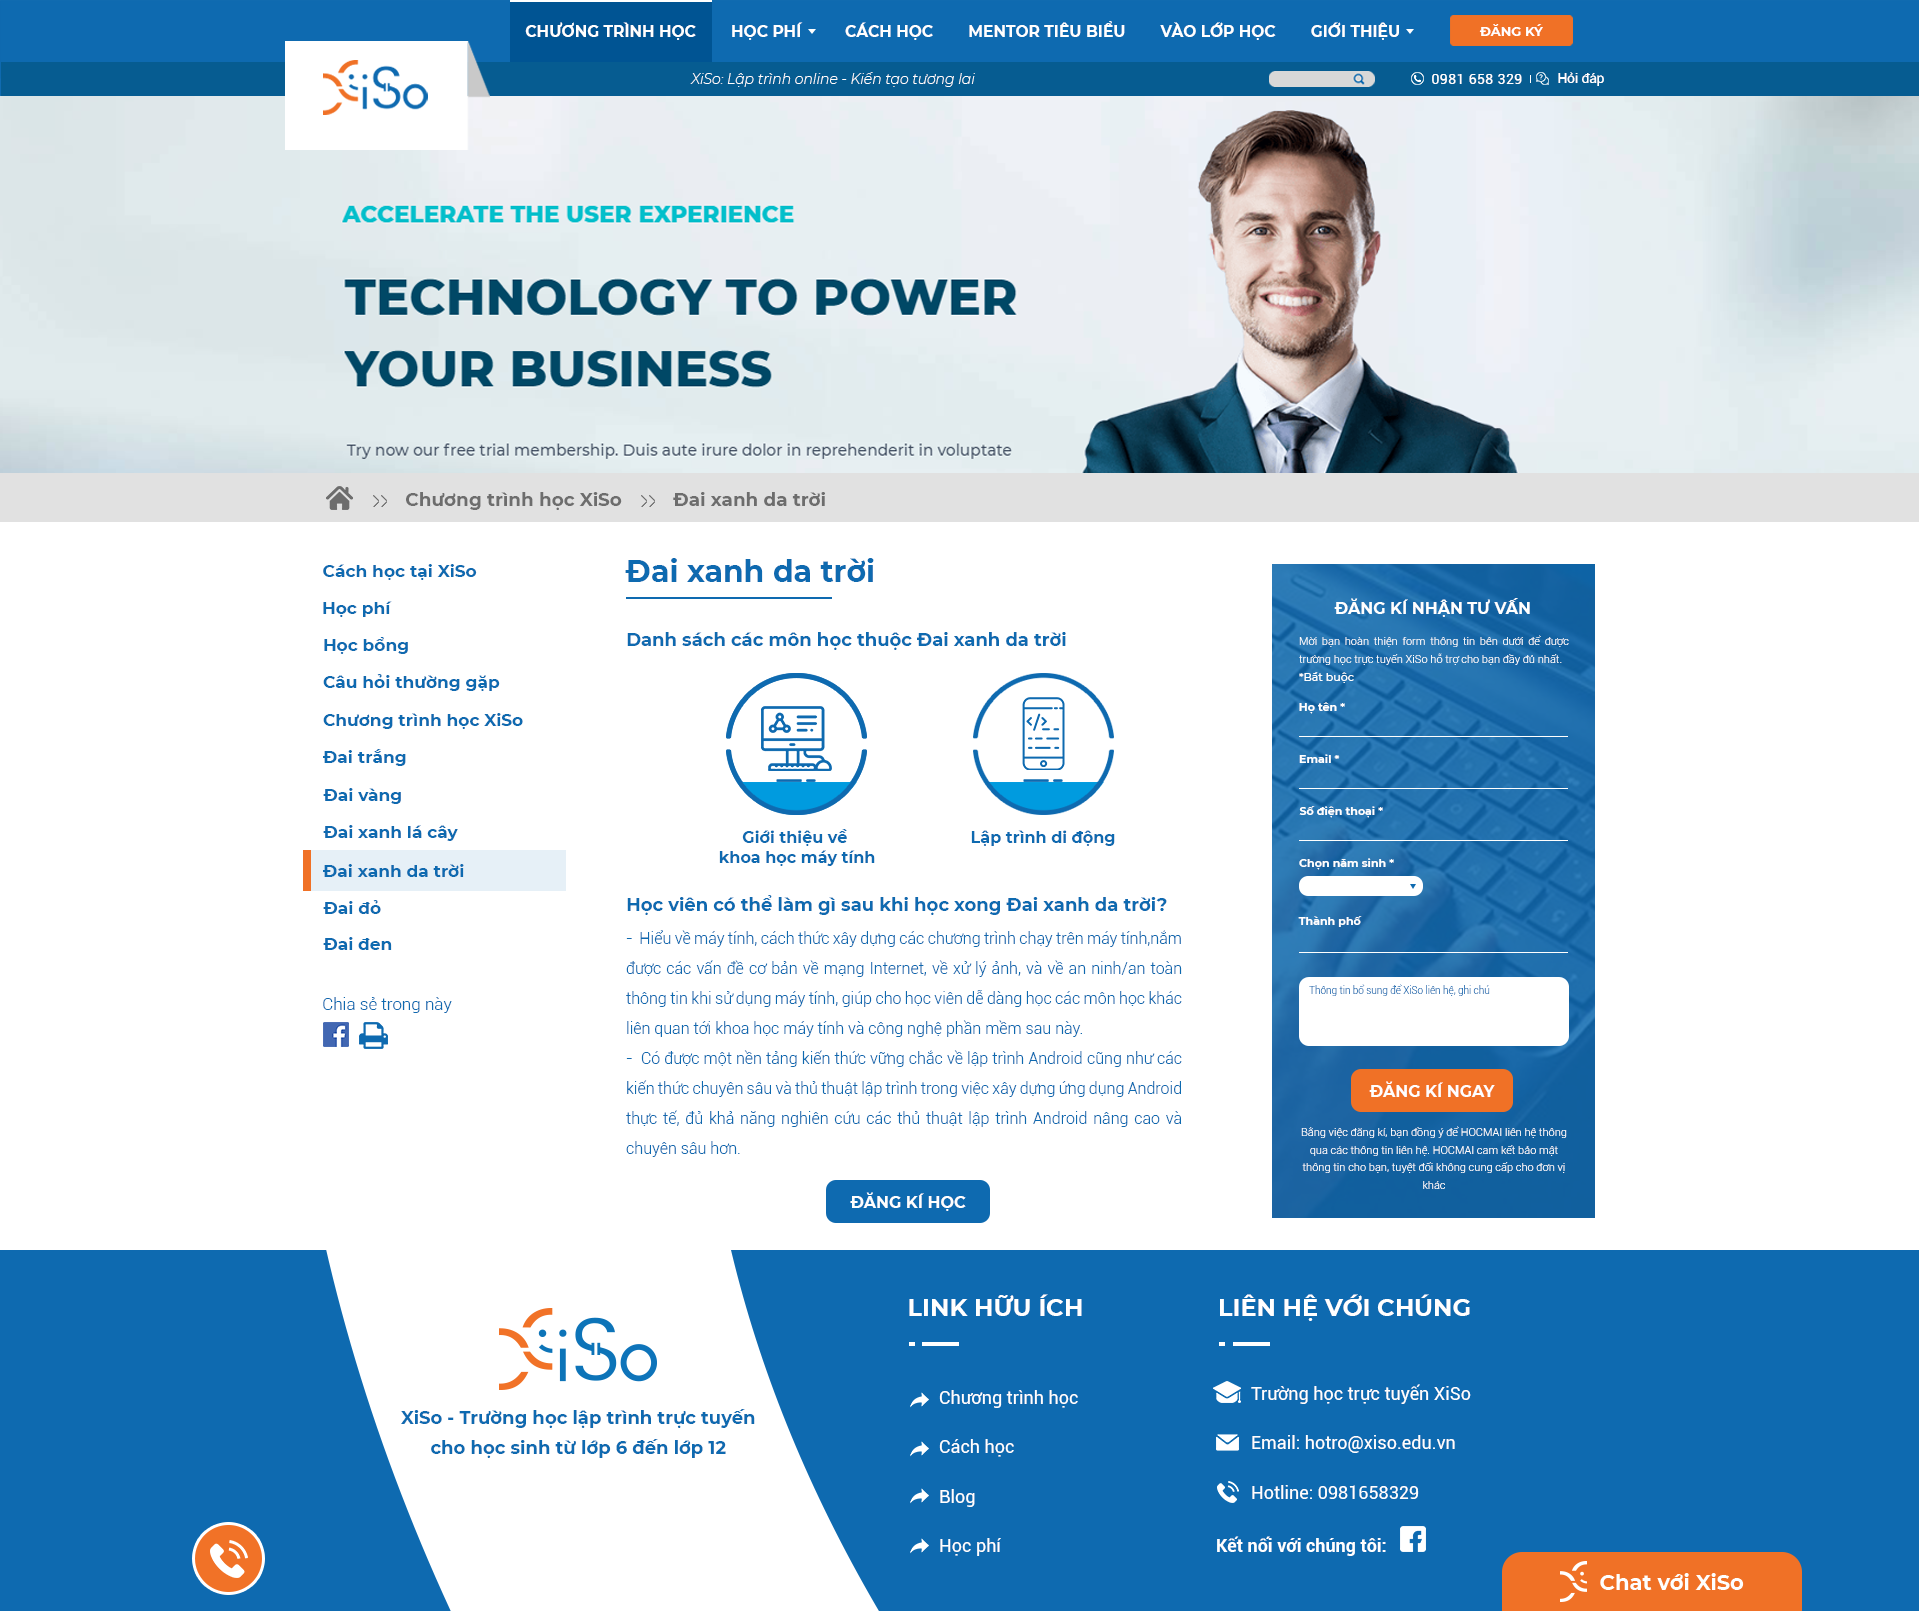 CHƯƠNG TRÌNH HỌC
HỌC PHÍ
CÁCH HỌC
MENTOR TIÊU BIỂU
VÀO LỚP HỌC
GIỚI THIỆU
ĐĂNG KÝ
XiSo
XiSo: Lập trình online - Kiến tạo tương lai
0981 658 329
Hỏi đáp
ACCELERATE THE USER EXPERIENCE
TECHNOLOGY TO POWER
YOUR BUSINESS
Try now our free trial membership. Duis aute irure dolor in reprehenderit in voluptate
Chương trình học XiSo
Đai xanh da trời
Cách học tại XiSo
Học phí
Học bổng
Câu hỏi thường gặp
Chương trình học XiSo
Đai trắng
Đai vàng
Đai xanh lá cây
Đai xanh da trời
Đai đỏ
Đai đen
Chia sẻ trong này
Đai xanh da trời
Danh sách các môn học thuộc Đai xanh da trời
Giới thiệu về
khoa học máy tính
Lập trình di động
Học viên có thể làm gì sau khi học xong Đai xanh da trời?
- Hiểu về máy tính, cách thức xây dựng các chương trình chạy trên máy tính,nắm
được các vấn đề cơ bản về mạng Internet, về xử lý ảnh, và về an ninh/an toàn
thông tin khi sử dụng máy tính, giúp cho học viên dễ dàng học các môn học khác
liên quan tới khoa học máy tính và công nghệ phần mềm sau này.
- Có được một nền tảng kiến thức vững chắc về lập trình Android cũng như các
kiến thức chuyên sâu và thủ thuật lập trình trong việc xây dựng ứng dụng Android
thực tế, đủ khả năng nghiên cứu các thủ thuật lập trình Android nâng cao và
chuyên sâu hơn.
ĐĂNG KÍ HỌC
ĐĂNG KÍ NHẬN TƯ VẤN
Mời bạn hoàn thiện form thông tin bên dưới để được
trường học trực tuyến XiSo hỗ trợ cho bạn đầy đủ nhất.
*Bắt buộc
Họ tên *
Email *
Số điện thoại *
Chọn năm sinh *
Thành phố
Thông tin bổ sung để XiSo liên hệ, ghi chú
ĐĂNG KÍ NGAY
Bằng việc đăng kí, bạn đồng ý để HOCMAI liên hệ thông
qua các thông tin liên hệ. HOCMAI cam kết bảo mật
thông tin cho bạn, tuyệt đối không cung cấp cho đơn vị
khác
XiSo
XiSo - Trường học lập trình trực tuyến
cho học sinh từ lớp 6 đến lớp 12
LINK HỮU ÍCH
Chương trình học
Cách học
Blog
Học phí
LIÊN HỆ VỚI CHÚNG
Trường học trực tuyến XiSo
Email: hotro@xiso.edu.vn
Hotline: 0981658329
Kết nối với chúng tôi:
Chat với XiSo